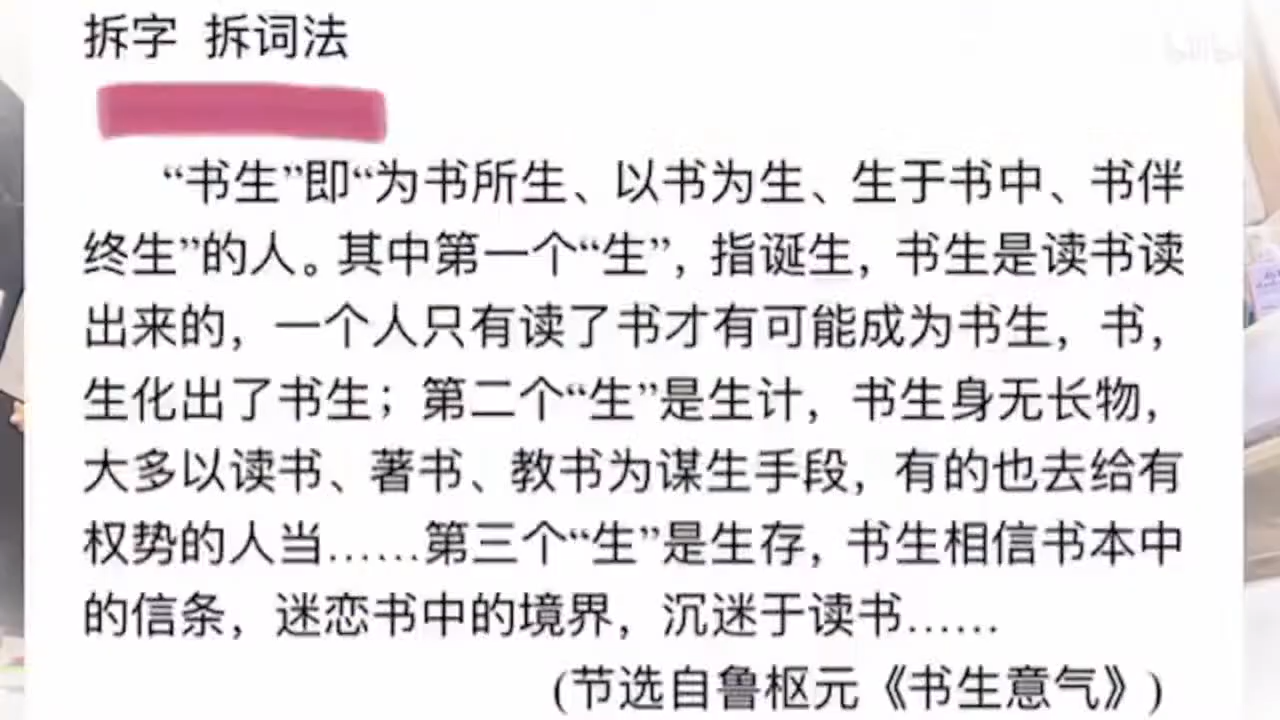 拆字 拆词法
“书生”即“为书所生、以书为生、生于书中、书伴
终生”的人。其中第一个“生”，指诞生，书生是读书读
出来的，一个人只有读了书才有可能成为书生，书，
生化出了书生；第二个“生”是生计，书生身无长物，
大多以读书、著书、教书为谋生手段，有的也去给有
权势的人当……第三个“生”是生存，书生相信书本中
的信条，迷恋书中的境界，沉迷于读书……
(节选自鲁枢元《书生意气》)